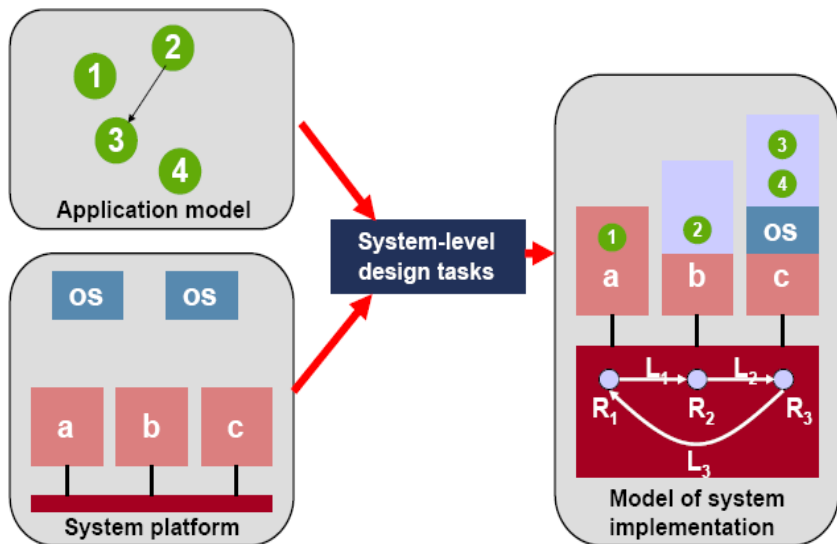 1
2
3
4
Application model
os
os
a
b
c
System platform
System-level
design tasks
1
2
3
4
os
a
b
c
L1
L2
R1
R2
R3
L3
Model of system
implementation